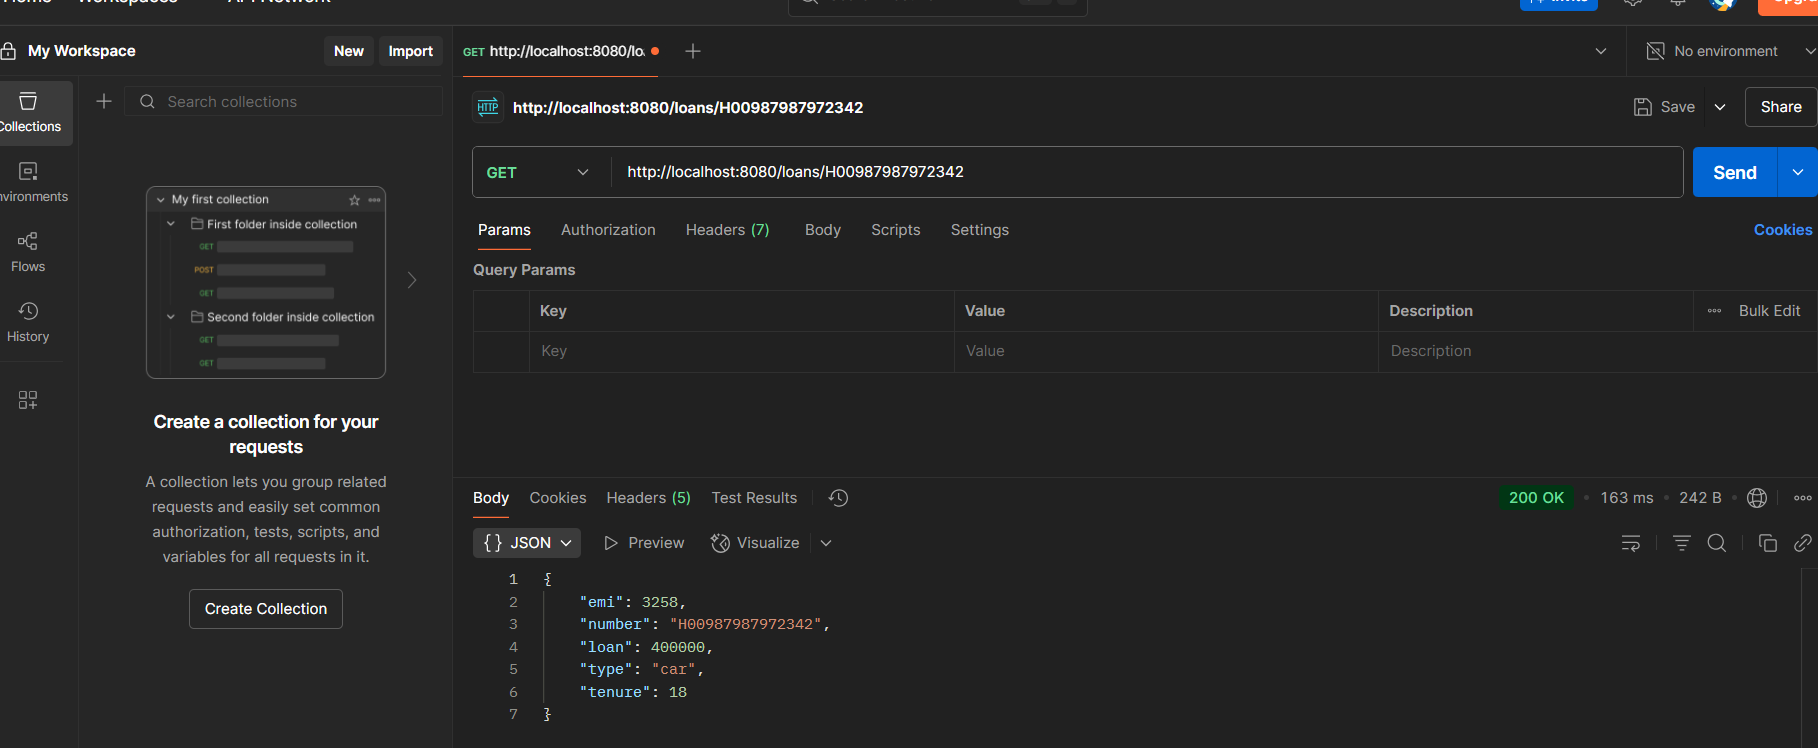 My Workspace
New
Import
GET http://localhost:8080/lo
No environment
Search collections
Collections
http://localhost:8080/loans/H00987987972342
Save
Share
GET
http://localhost:8080/loans/H00987987972342
Send
Environments
Flows
History
My first collection
First folder inside collection
GET
POST
GET
Second folder inside collection
GET
GET
Create a collection for your
requests
A collection lets you group related
requests and easily set common
authorization, tests, scripts, and
variables for all requests in it.
Create Collection
Params
Authorization
Headers (7)
Body
Scripts
Settings
Cookies
Query Params
Key
Value
Description
Bulk Edit
Key
Value
Description
Body
Cookies
Headers (5)
Test Results
200 OK
163 ms
242 B
{} JSON
Preview
Visualize
1 {
2 "emi": 3258,
3 "number": "H00987987972342",
4 "loan": 400000,
5 "type": "car",
6 "tenure": 18
7 }